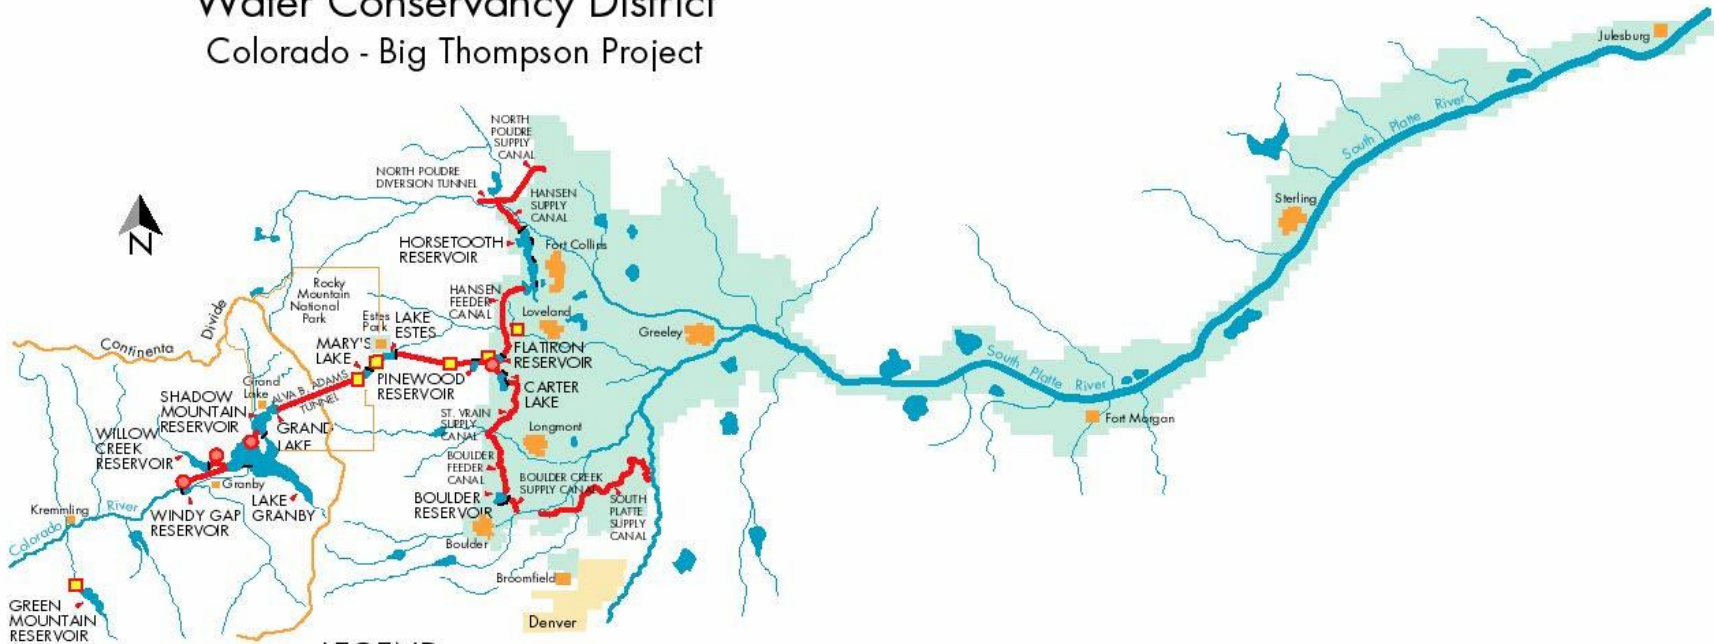 Water Conservancy District
Colorado - Big Thompson Project
Julesburg
South Platte River
NORTH
POUDRE
SUPPLY
CANAL
NORTH POUDRE
DIVERSION TUNNEL
HANSEN
SUPPLY
CANAL
Sterling
N
HORSETOOTH
RESERVOIR
Fort Collins
Rocky
Mountain
National
Park
HANSEN
FEEDER
CANAL
Continenta
Divide
Estes
Park
LAKE
ESTES
Loveland
Greeley
MARY'S
LAKE
FLATIRON
RESERVOIR
South Platte River
PINEWOOD
RESERVOIR
Grand
Lake
ALVA B. ADAMS
TUNNEL
CARTER
LAKE
SHADOW
MOUNTAIN
RESERVOIR
GRAND
LAKE
ST. VRAIN
SUPPLY
CANAL
Longmont
Fort Morgan
WILLOW
CREEK
RESERVOIR
BOULDER
FEEDER
CANAL
BOULDER CREEK
SUPPLY CANAL
Granby
LAKE
GRANBY
BOULDER
RESERVOIR
SOUTH
PLATTE
SUPPLY
CANAL
Kremmling
Colorado River
WINDY GAP
RESERVOIR
Boulder
Broomfield
GREEN
MOUNTAIN
RESERVOIR
Denver
LEGEND